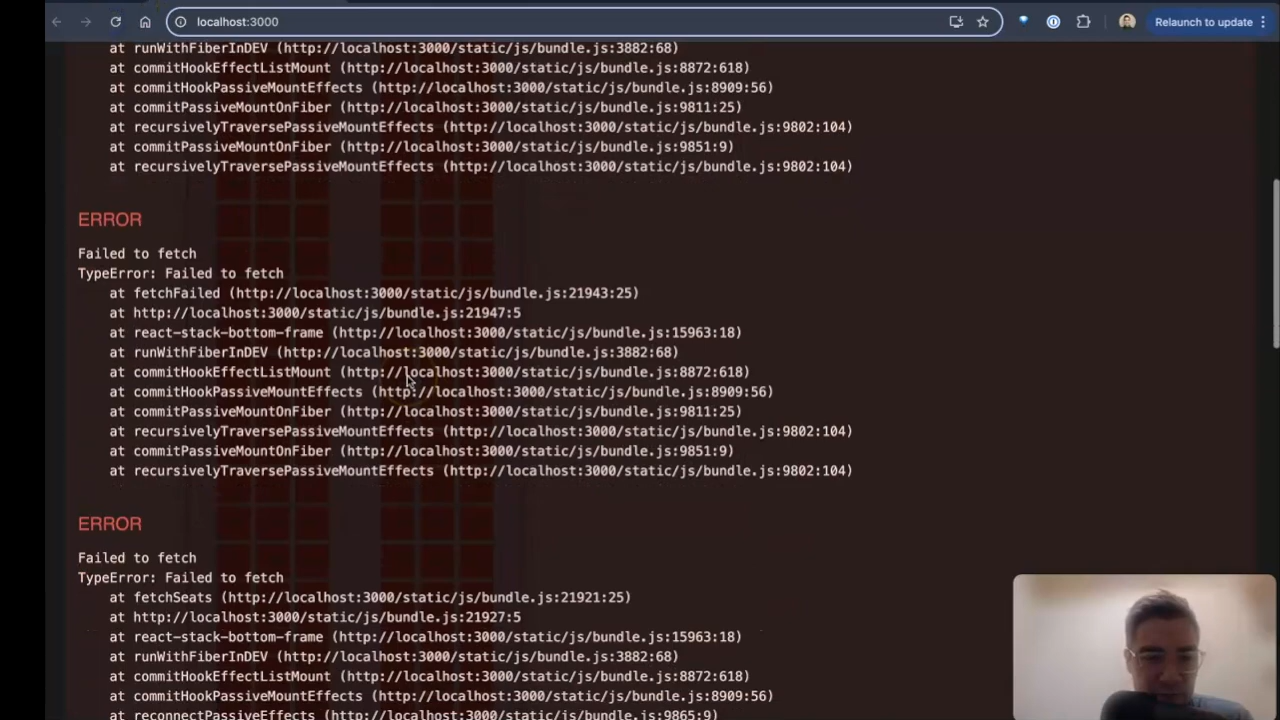 localhost:3000
Relaunch to update
at runWithFiberInDEV (http://localhost:3000/static/js/bundle.js:3882:68)
at commitHookEffectListMount (http://localhost:3000/static/js/bundle.js:8872:618)
at commitHookPassiveMountEffects (http://localhost:3000/static/js/bundle.js:8909:56)
at commitPassiveMountOnFiber (http://localhost:3000/static/js/bundle.js:9811:25)
at recursivelyTraversePassiveMountEffects (http://localhost:3000/static/js/bundle.js:9802:104)
at commitPassiveMountOnFiber (http://localhost:3000/static/js/bundle.js:9851:9)
at recursivelyTraversePassiveMountEffects (http://localhost:3000/static/js/bundle.js:9802:104)
ERROR
Failed to fetch
TypeError: Failed to fetch
at fetchFailed (http://localhost:3000/static/js/bundle.js:21943:25)
at http://localhost:3000/static/js/bundle.js:21947:5
at react-stack-bottom-frame (http://localhost:3000/static/js/bundle.js:15963:18)
at runWithFiberInDEV (http://localhost:3000/static/js/bundle.js:3882:68)
at commitHookEffectListMount (http://localhost:3000/static/js/bundle.js:8872:618)
at commitHookPassiveMountEffects (http://localhost:3000/static/js/bundle.js:8909:56)
at commitPassiveMountOnFiber (http://localhost:3000/static/js/bundle.js:9811:25)
at recursivelyTraversePassiveMountEffects (http://localhost:3000/static/js/bundle.js:9802:104)
at commitPassiveMountOnFiber (http://localhost:3000/static/js/bundle.js:9851:9)
at recursivelyTraversePassiveMountEffects (http://localhost:3000/static/js/bundle.js:9802:104)
ERROR
Failed to fetch
TypeError: Failed to fetch
at fetchSeats (http://localhost:3000/static/js/bundle.js:21921:25)
at http://localhost:3000/static/js/bundle.js:21927:5
at react-stack-bottom-frame (http://localhost:3000/static/js/bundle.js:15963:18)
at runWithFiberInDEV (http://localhost:3000/static/js/bundle.js:3882:68)
at commitHookEffectListMount (http://localhost:3000/static/js/bundle.js:8872:618)
at commitHookPassiveMountEffects (http://localhost:3000/static/js/bundle.js:8909:56)
at reconnectPassiveEffects (http://localhost:3000/static/js/bundle.js:9865:9)